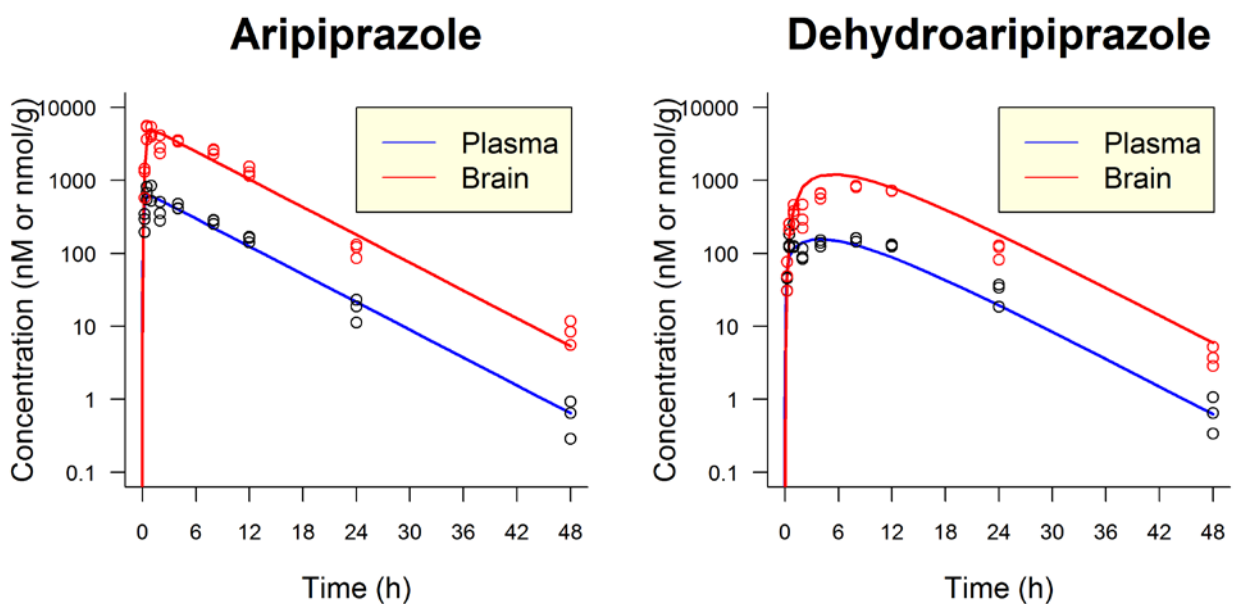 Aripiprazole
Concentration (nM or nmol/g)
10000
1000
100
10
1
0.1
Plasma
Brain
0 6 12 18 24 30 36 42 48
Time (h)
Dehydroaripiprazole
Concentration (nM or nmol/g)
10000
1000
100
10
1
0.1
Plasma
Brain
0 6 12 18 24 30 36 42 48
Time (h)